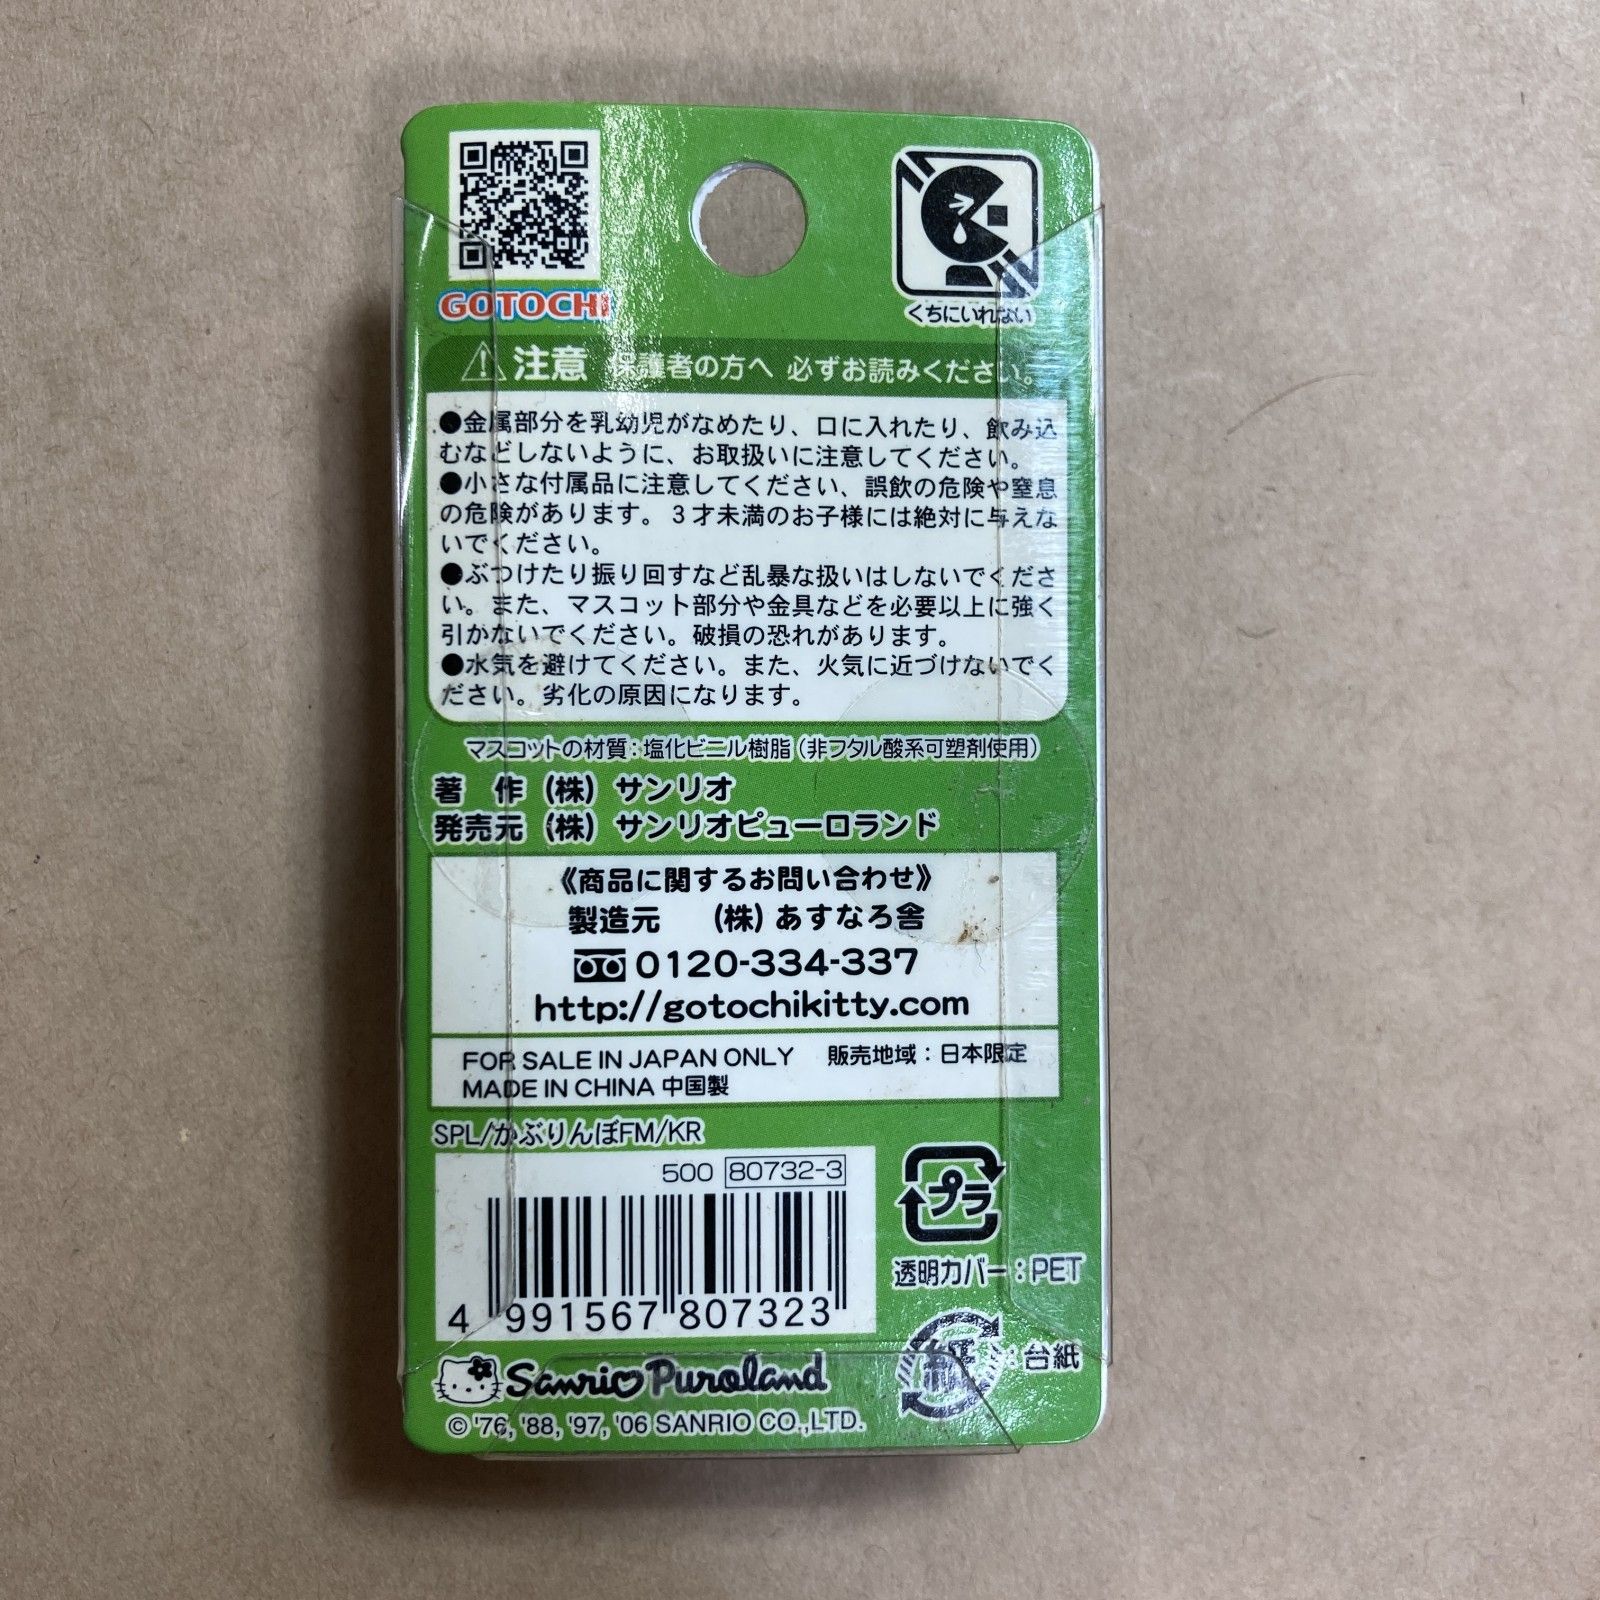 GOTOCHI
くちにいれない
注意 保護者の方へ 必ずお読みください。
●金属部分を乳幼児がなめたり、口に入れたり、飲み込
むなどしないように、お取扱いに注意してください。
●小さな付属品に注意してください、誤飲の危険や窒息
の危険があります。3才未満のお子様には絶対に与えな
いでください。
●ぶつけたり振り回すなど乱暴な扱いはしないでくださ
い。また、マスコット部分や金具などを必要以上に強く
引かないでください。破損の恐れがあります。
●水気を避けてください。また、火気に近づけないでく
ださい。劣化の原因になります。
マスコットの材質:塩化ビニル樹脂(非フタル酸系可塑剤使用)
著 作 (株) サンリオ
発売元 (株) サンリオピューロランド
《商品に関するお問い合わせ》
製造元 (株)あすなろ舎
0120-334-337
http://gotochikitty.com
FOR SALE IN JAPAN ONLY 販売地域:日本限定
MADE IN CHINA 中国製
SPL/かぶりんぼFM/KR
500 80732-3
4 991567 807323
プラ
透明カバー:PET
紙 :台紙
Sanrio Puroland
© '76, '88, '97, '06 SANRIO CO.,LTD.